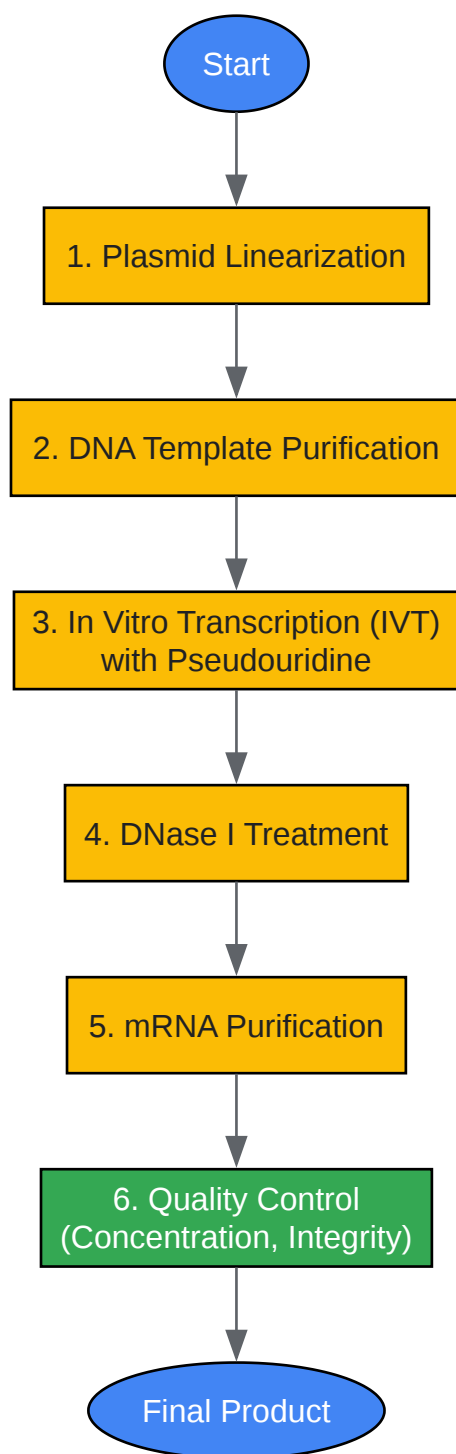 Start
1. Plasmid Linearization
2. DNA Template Purification
3. In Vitro Transcription (IVT)
with Pseudouridine
4. DNase I Treatment
5. mRNA Purification
6. Quality Control
(Concentration, Integrity)
Final Product